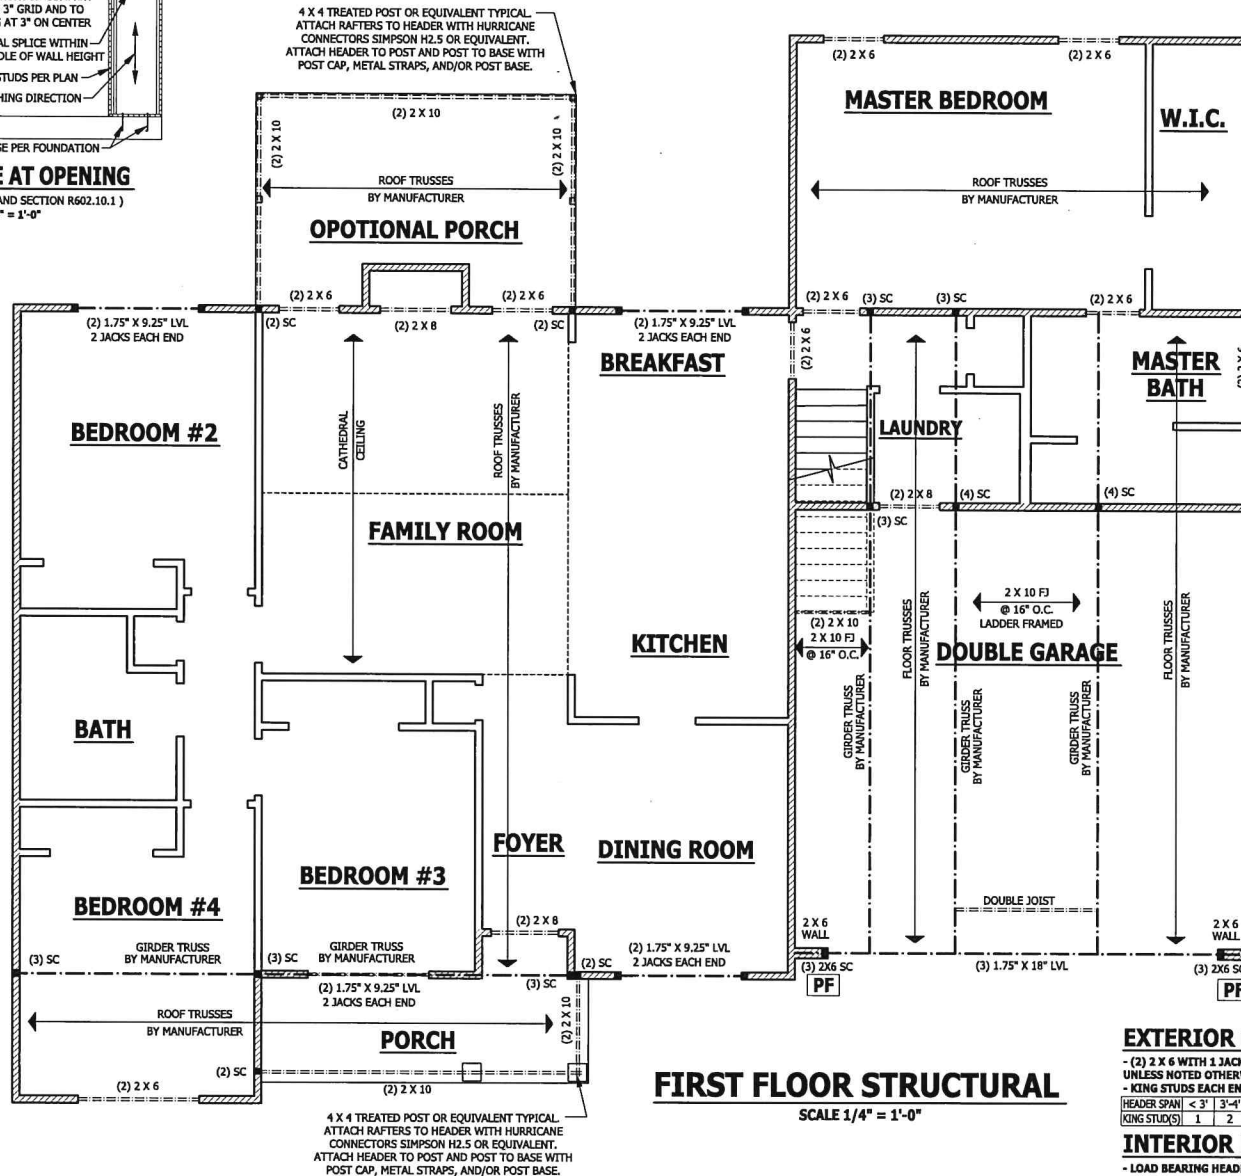 3" GRID AND TO
AT 3" ON CENTER
AL SPLICE WITHIN
DLE OF WALL HEIGHT
STUDS PER PLAN
HING DIRECTION
SE PER FOUNDATION
E AT OPENING
AND SECTION R602.10.1 )
" = 1'-0"
4 X 4 TREATED POST OR EQUIVALENT TYPICAL.
ATTACH RAFTERS TO HEADER WITH HURRICANE
CONNECTORS SIMPSON H2.5 OR EQUIVALENT.
ATTACH HEADER TO POST AND POST TO BASE WITH
POST CAP, METAL STRAPS, AND/OR POST BASE.
(2) 2 X 10
(2) 2 X 10
(2) 2 X 10
ROOF TRUSSES
BY MANUFACTURER
OPOTIONAL PORCH
(2) 2 X 6
(2) 2 X 6
MASTER BEDROOM
W.I.C.
ROOF TRUSSES
BY MANUFACTURER
(2) 2 X 6
(2) 2 X 6
(2) 2 X 6
(3) SC
(3) SC
(2) 2 X 6
(2) 1.75" X 9.25" LVL
2 JACKS EACH END
(2) SC
(2) 2 X 8
(2) SC
(2) 1.75" X 9.25" LVL
2 JACKS EACH END
(2) 2 X 6
BREAKFAST
MASTER
BATH
BEDROOM #2
CATHEDRAL
CEILING
ROOF TRUSSES
BY MANUFACTURER
LAUNDRY
FAMILY ROOM
(2) 2 X 8
(4) SC
(4) SC
(3) SC
2 X 10 FJ
@ 16" O.C.
LADDER FRAMED
(2) 2 X 10
2 X 10 FJ
@ 16" O.C.
FLOOR TRUSSES
BY MANUFACTURER
FLOOR TRUSSES
BY MANUFACTURER
KITCHEN
DOUBLE GARAGE
GIRDER TRUSS
BY MANUFACTURER
GIRDER TRUSS
BY MANUFACTURER
GIRDER TRUSS
BY MANUFACTURER
BATH
FOYER
DINING ROOM
BEDROOM #3
BEDROOM #4
DOUBLE JOIST
(2) 2 X 8
2 X 6
WALL
2 X 6
WALL
(3) SC
GIRDER TRUSS
BY MANUFACTURER
(3) SC
GIRDER TRUSS
BY MANUFACTURER
(2) SC
(2) 1.75" X 9.25" LVL
2 JACKS EACH END
(3) 2X6 SC
PF
(3) 1.75" X 18" LVL
(3) 2X6 SC
PF
(2) 1.75" X 9.25" LVL
2 JACKS EACH END
(3) SC
ROOF TRUSSES
BY MANUFACTURER
(2) 2 X 10
PORCH
(2) SC
(2) 2 X 6
(2) 2 X 10
4 X 4 TREATED POST OR EQUIVALENT TYPICAL.
ATTACH RAFTERS TO HEADER WITH HURRICANE
CONNECTORS SIMPSON H2.5 OR EQUIVALENT.
ATTACH HEADER TO POST AND POST TO BASE WITH
POST CAP, METAL STRAPS, AND/OR POST BASE.
FIRST FLOOR STRUCTURAL
SCALE 1/4" = 1'-0"
EXTERIOR
- (2) 2 X 6 WITH 1 JACK
UNLESS NOTED OTHER
- KING STUDS EACH EN
HEADER SPAN < 3' 3'-4'
KING STUD(S) 1 2
INTERIOR
- LOAD BEARING HEAD